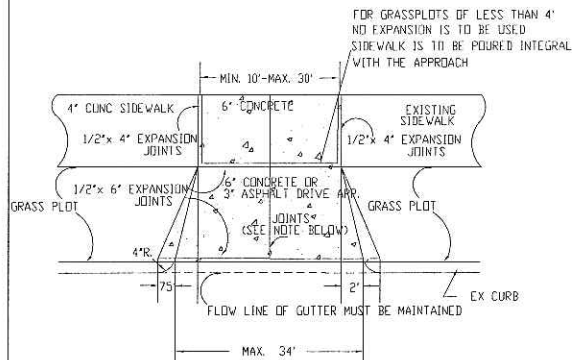 FOR GRASSPLOTS OF LESS THAN 4'
NO EXPANSION IS TO BE USED
SIDEWALK IS TO BE POURED INTEGRAL
WITH THE APPROACH
MIN. 10'-MAX. 30'
4" CONC SIDEWALK
6" CONCRETE
EXISTING
SIDEWALK
1/2"x 4" EXPANSION
JOINTS
1/2"x 4" EXPANSION
JOINTS
1/2"x 6" EXPANSION
JOINTS
6" CONCRETE OR
3" ASPHALT DRIVE APR.
JOINTS
(SEE NOTE BELOW)
GRASS PLOT
GRASS PLOT
4"R.
75'
2'
EX CURB
FLOW LINE OF GUTTER MUST BE MAINTAINED
MAX. 34'